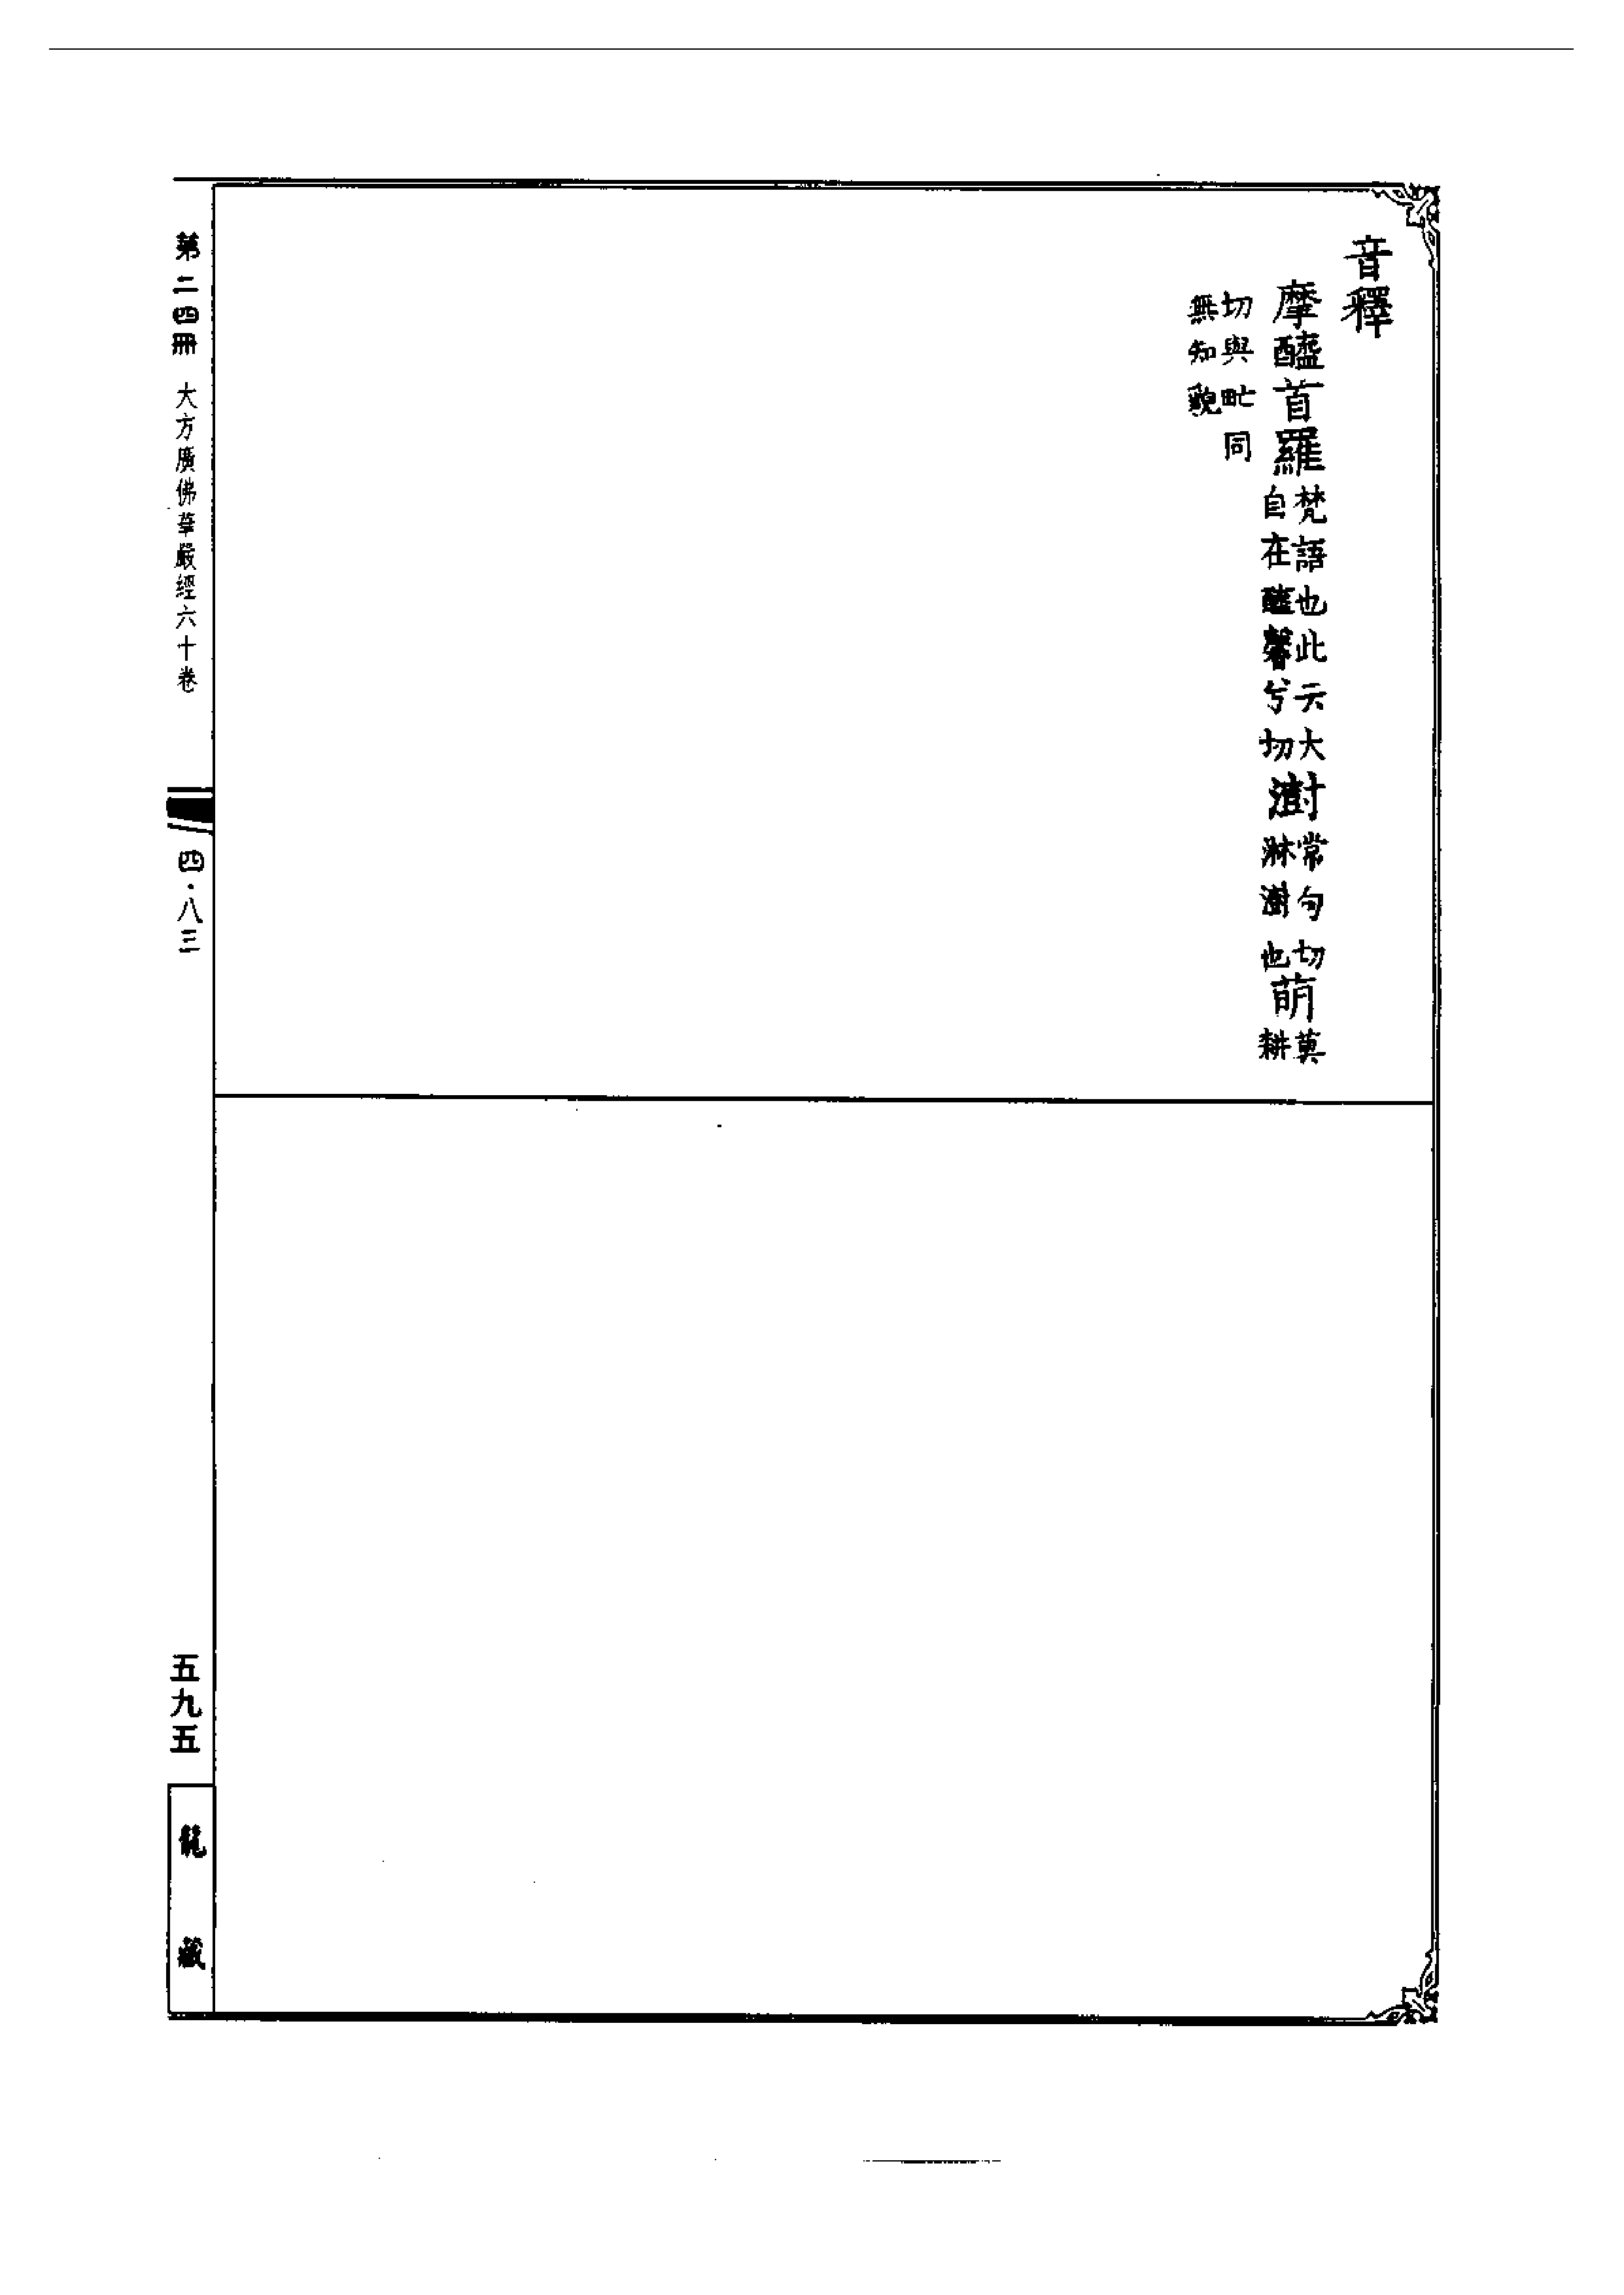 音釋
摩醯首羅梵語也此云大自在醯馨兮切澍常句切淋澍也萌莫耕
切與甿同無知貌
第二四冊 大方廣佛華嚴經六十卷
四·八三
五九五
龍藏